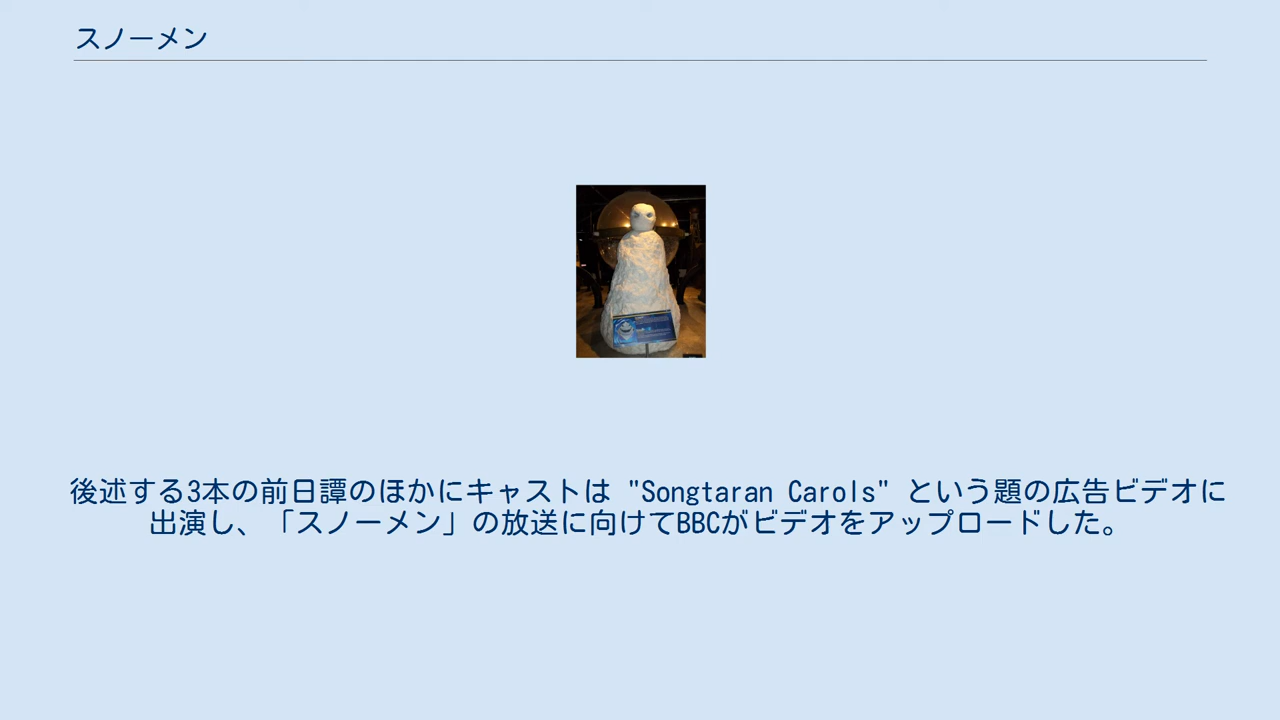 スノーメン
後述する3本の前日譚のほかにキャストは "Songtaran Carols" という題の広告ビデオに
出演し、「スノーメン」の放送に向けてBBCがビデオをアップロードした。